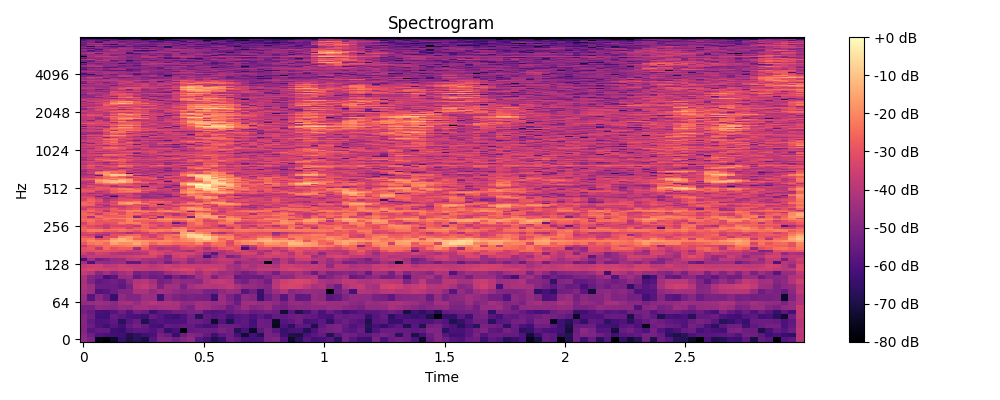 Spectrogram
Hz
4096
2048
1024
512
256
128
64
0
0 0.5 1 1.5 2 2.5
Time
+0 dB
-10 dB
-20 dB
-30 dB
-40 dB
-50 dB
-60 dB
-70 dB
-80 dB